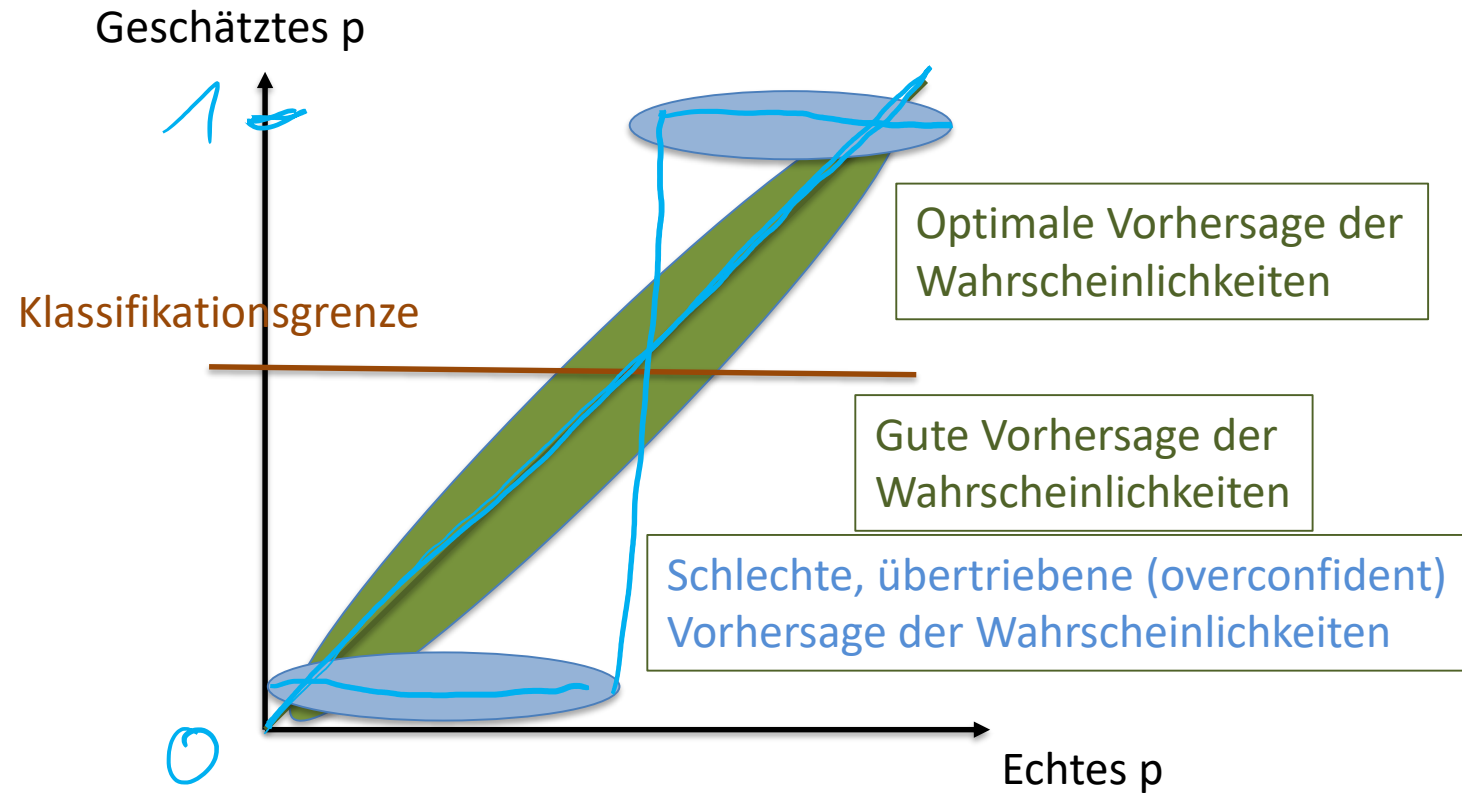 Geschätztes p
1
Optimale Vorhersage der
Wahrscheinlichkeiten
Klassifikationsgrenze
Gute Vorhersage der
Wahrscheinlichkeiten
Schlechte, übertriebene (overconfident)
Vorhersage der Wahrscheinlichkeiten
0
Echtes p